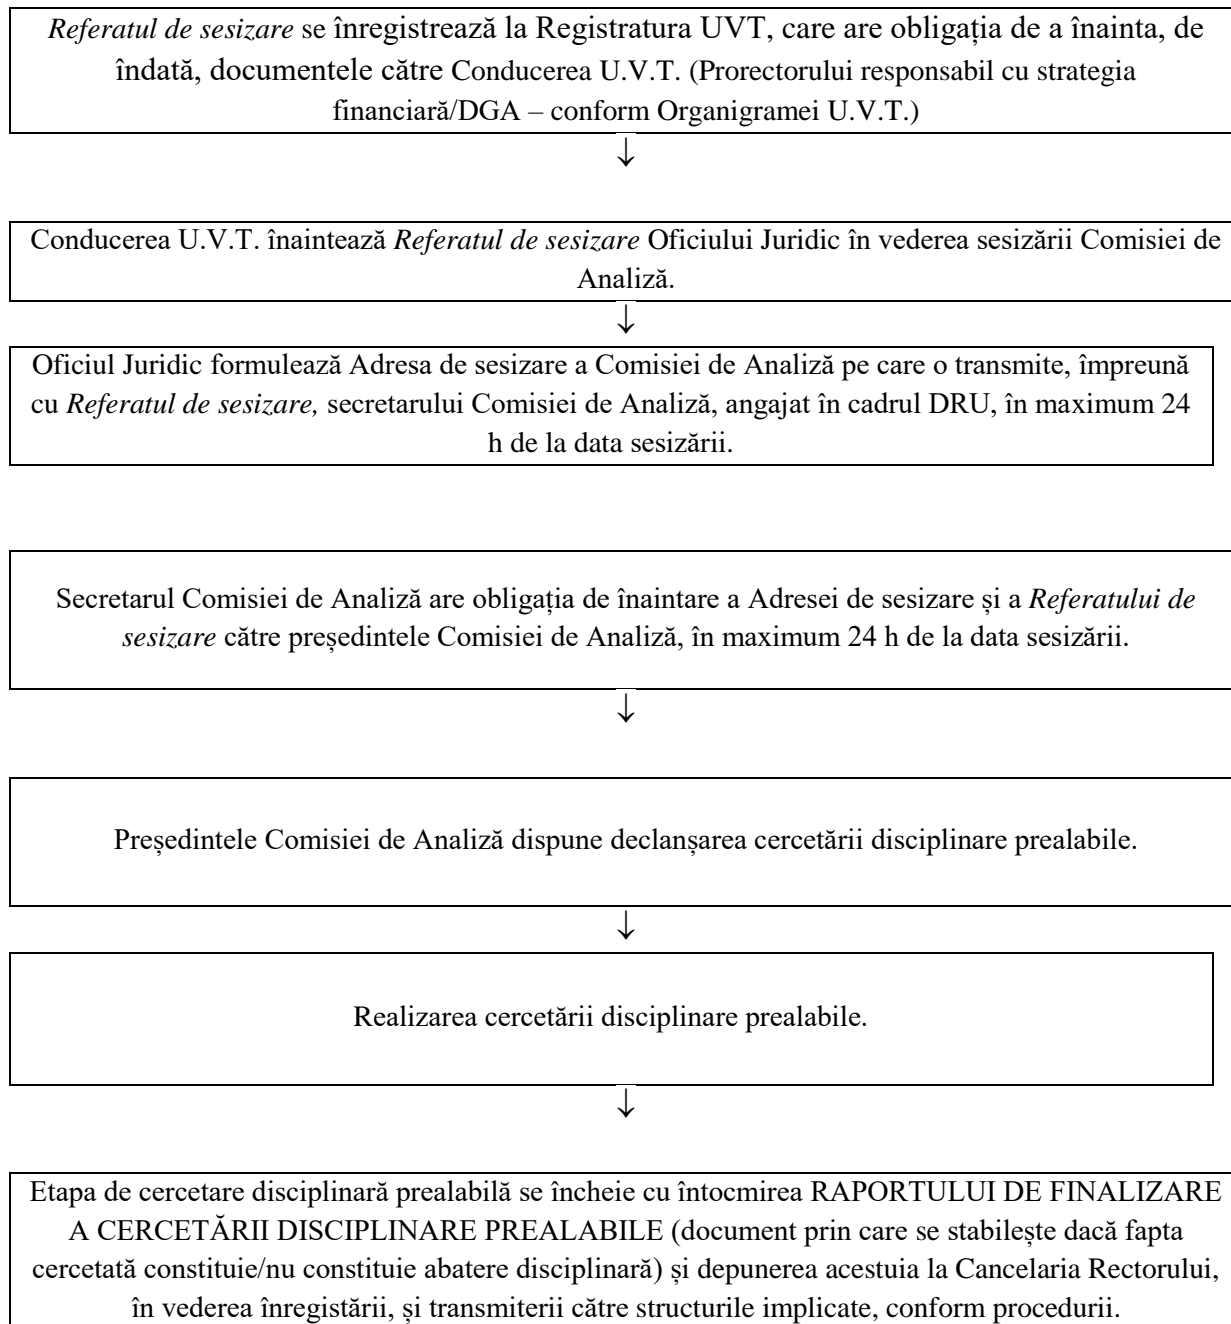 Referatul de sesizare se înregistrează la Registratura UVT, care are obligația de a înainta, de
îndată, documentele către Conducerea U.V.T. (Prorectorului responsabil cu strategia
financiară/DGA – conform Organigramei U.V.T.)
↓
Conducerea U.V.T. înaintează Referatul de sesizare Oficiului Juridic în vederea sesizării Comisiei de
Analiză.
↓
Oficiul Juridic formulează Adresa de sesizare a Comisiei de Analiză pe care o transmite, împreună
cu Referatul de sesizare, secretarului Comisiei de Analiză, angajat în cadrul DRU, în maximum 24
h de la data sesizării.
Secretarul Comisiei de Analiză are obligația de înaintare a Adresei de sesizare și a Referatului de
sesizare către președintele Comisiei de Analiză, în maximum 24 h de la data sesizării.
↓
Președintele Comisiei de Analiză dispune declanșarea cercetării disciplinare prealabile.
↓
Realizarea cercetării disciplinare prealabile.
↓
Etapa de cercetare disciplinară prealabilă se încheie cu întocmirea RAPORTULUI DE FINALIZARE
A CERCETĂRII DISCIPLINARE PREALABILE (document prin care se stabilește dacă fapta
cercetată constituie/nu constituie abatere disciplinară) și depunerea acestuia la Cancelaria Rectorului,
în vederea înregistrării, și transmiterii către structurile implicate, conform procedurii.